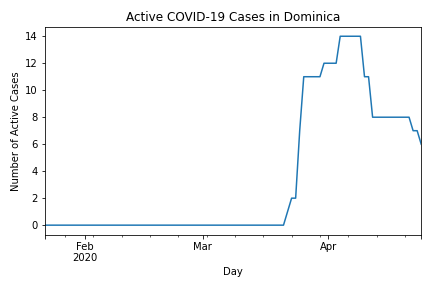 Active COVID-19 Cases in Dominica
Number of Active Cases
14
12
10
8
6
4
2
0
Feb
2020
Mar
Apr
Day